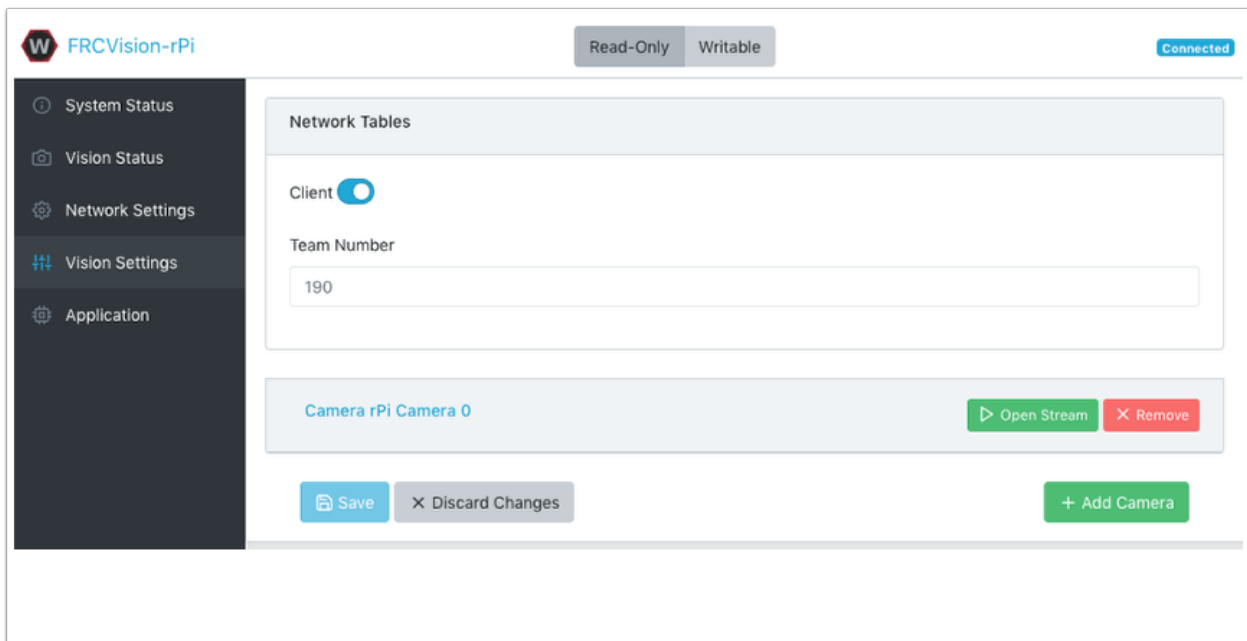 W FRCVision-rPi
Read-Only Writable
Connected
System Status
Vision Status
Network Settings
Vision Settings
Application
Network Tables
Client
Team Number
190
Camera rPi Camera 0
Open Stream
Remove
Save
Discard Changes
+ Add Camera